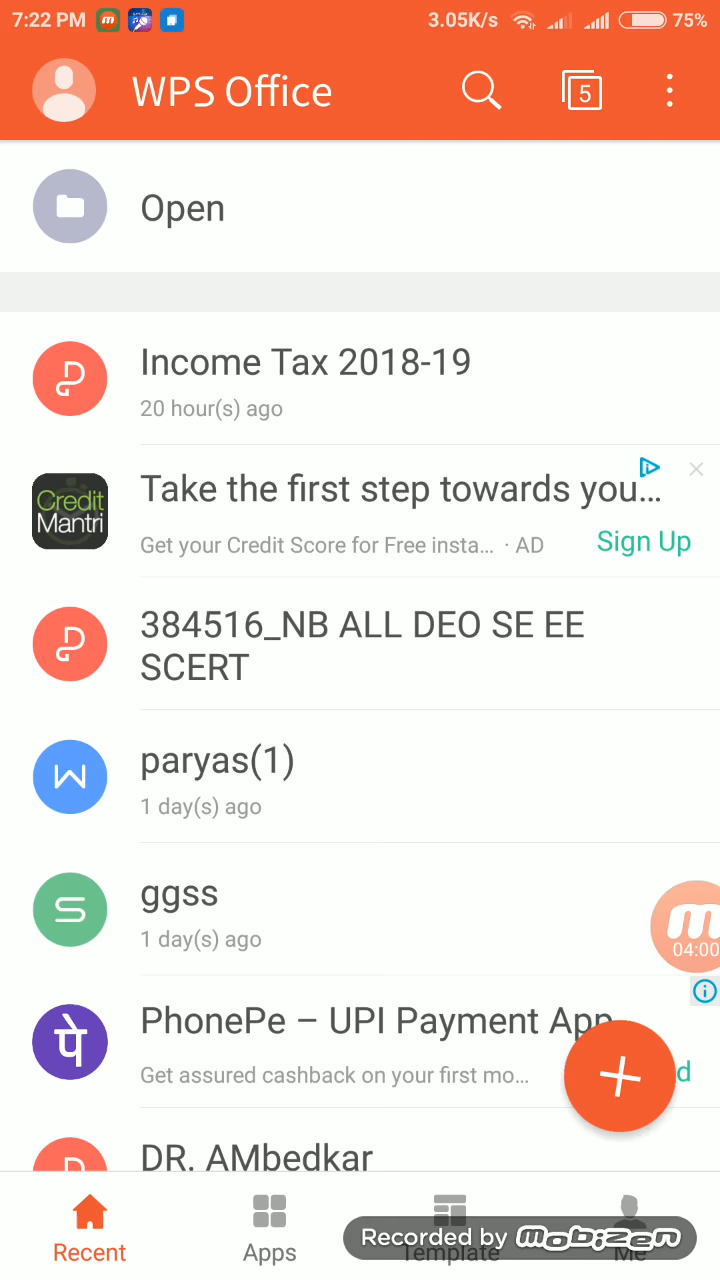 7:22 PM 3.05K/s 75%
WPS Office 5
Open
Income Tax 2018-19
20 hour(s) ago
Credit
Mantri
Take the first step towards you...
Get your Credit Score for Free insta... · AD
Sign Up
384516_NB ALL DEO SE EE
SCERT
paryas(1)
1 day(s) ago
ggss
1 day(s) ago
04:00
पे
PhonePe – UPI Payment App
Get assured cashback on your first mo...
d
DR. AMbedkar
Recorded by mobizen
Recent Apps Template Me